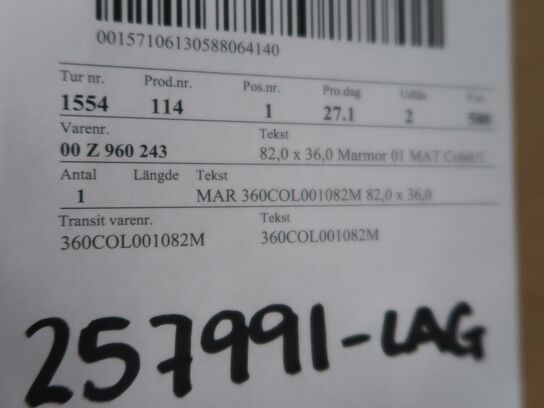 00157106130588064140
Tur nr. Prod.nr. Pos.nr. Pro.dag
1554 114 1 27.1 2 580
Varenr. Tekst
00 Z 960 243 82,0 x 36,0 Marmor 01 MAT
Antal Længde Tekst
1 MAR 360COL001082M 82,0 x 36,0
Transit varenr. Tekst
360COL001082M 360COL001082M
257991-LAG